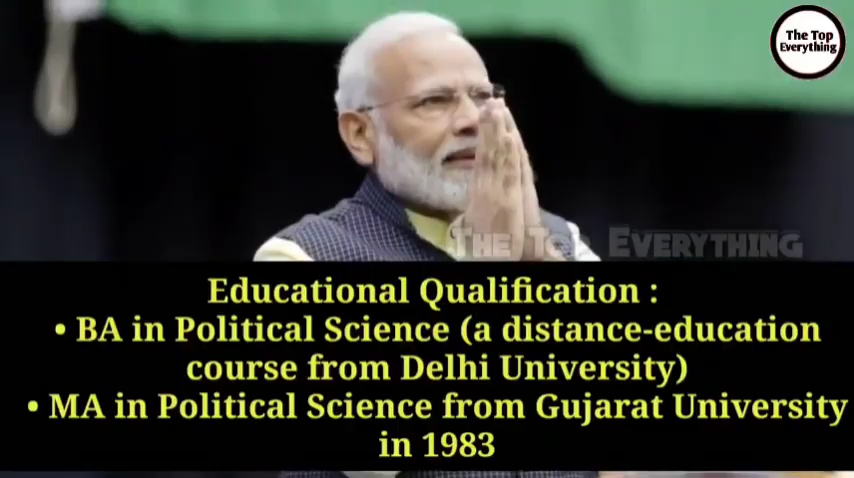 The Top
Everything
THE TOP EVERYTHING
Educational Qualification :
• BA in Political Science (a distance-education
course from Delhi University)
• MA in Political Science from Gujarat University
in 1983